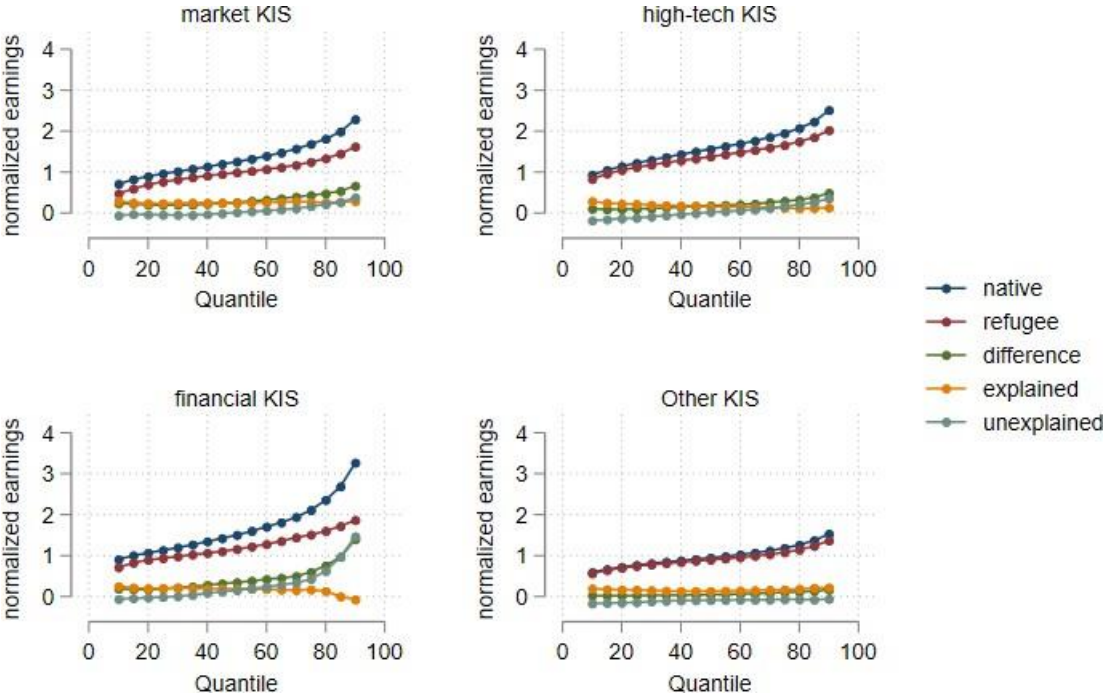 market KIS
normalized earnings
4
3
2
1
0
0 20 40 60 80 100
Quantile
high-tech KIS
normalized earnings
4
3
2
1
0
0 20 40 60 80 100
Quantile
financial KIS
normalized earnings
4
3
2
1
0
0 20 40 60 80 100
Quantile
Other KIS
normalized earnings
4
3
2
1
0
0 20 40 60 80 100
Quantile
native
refugee
difference
explained
unexplained